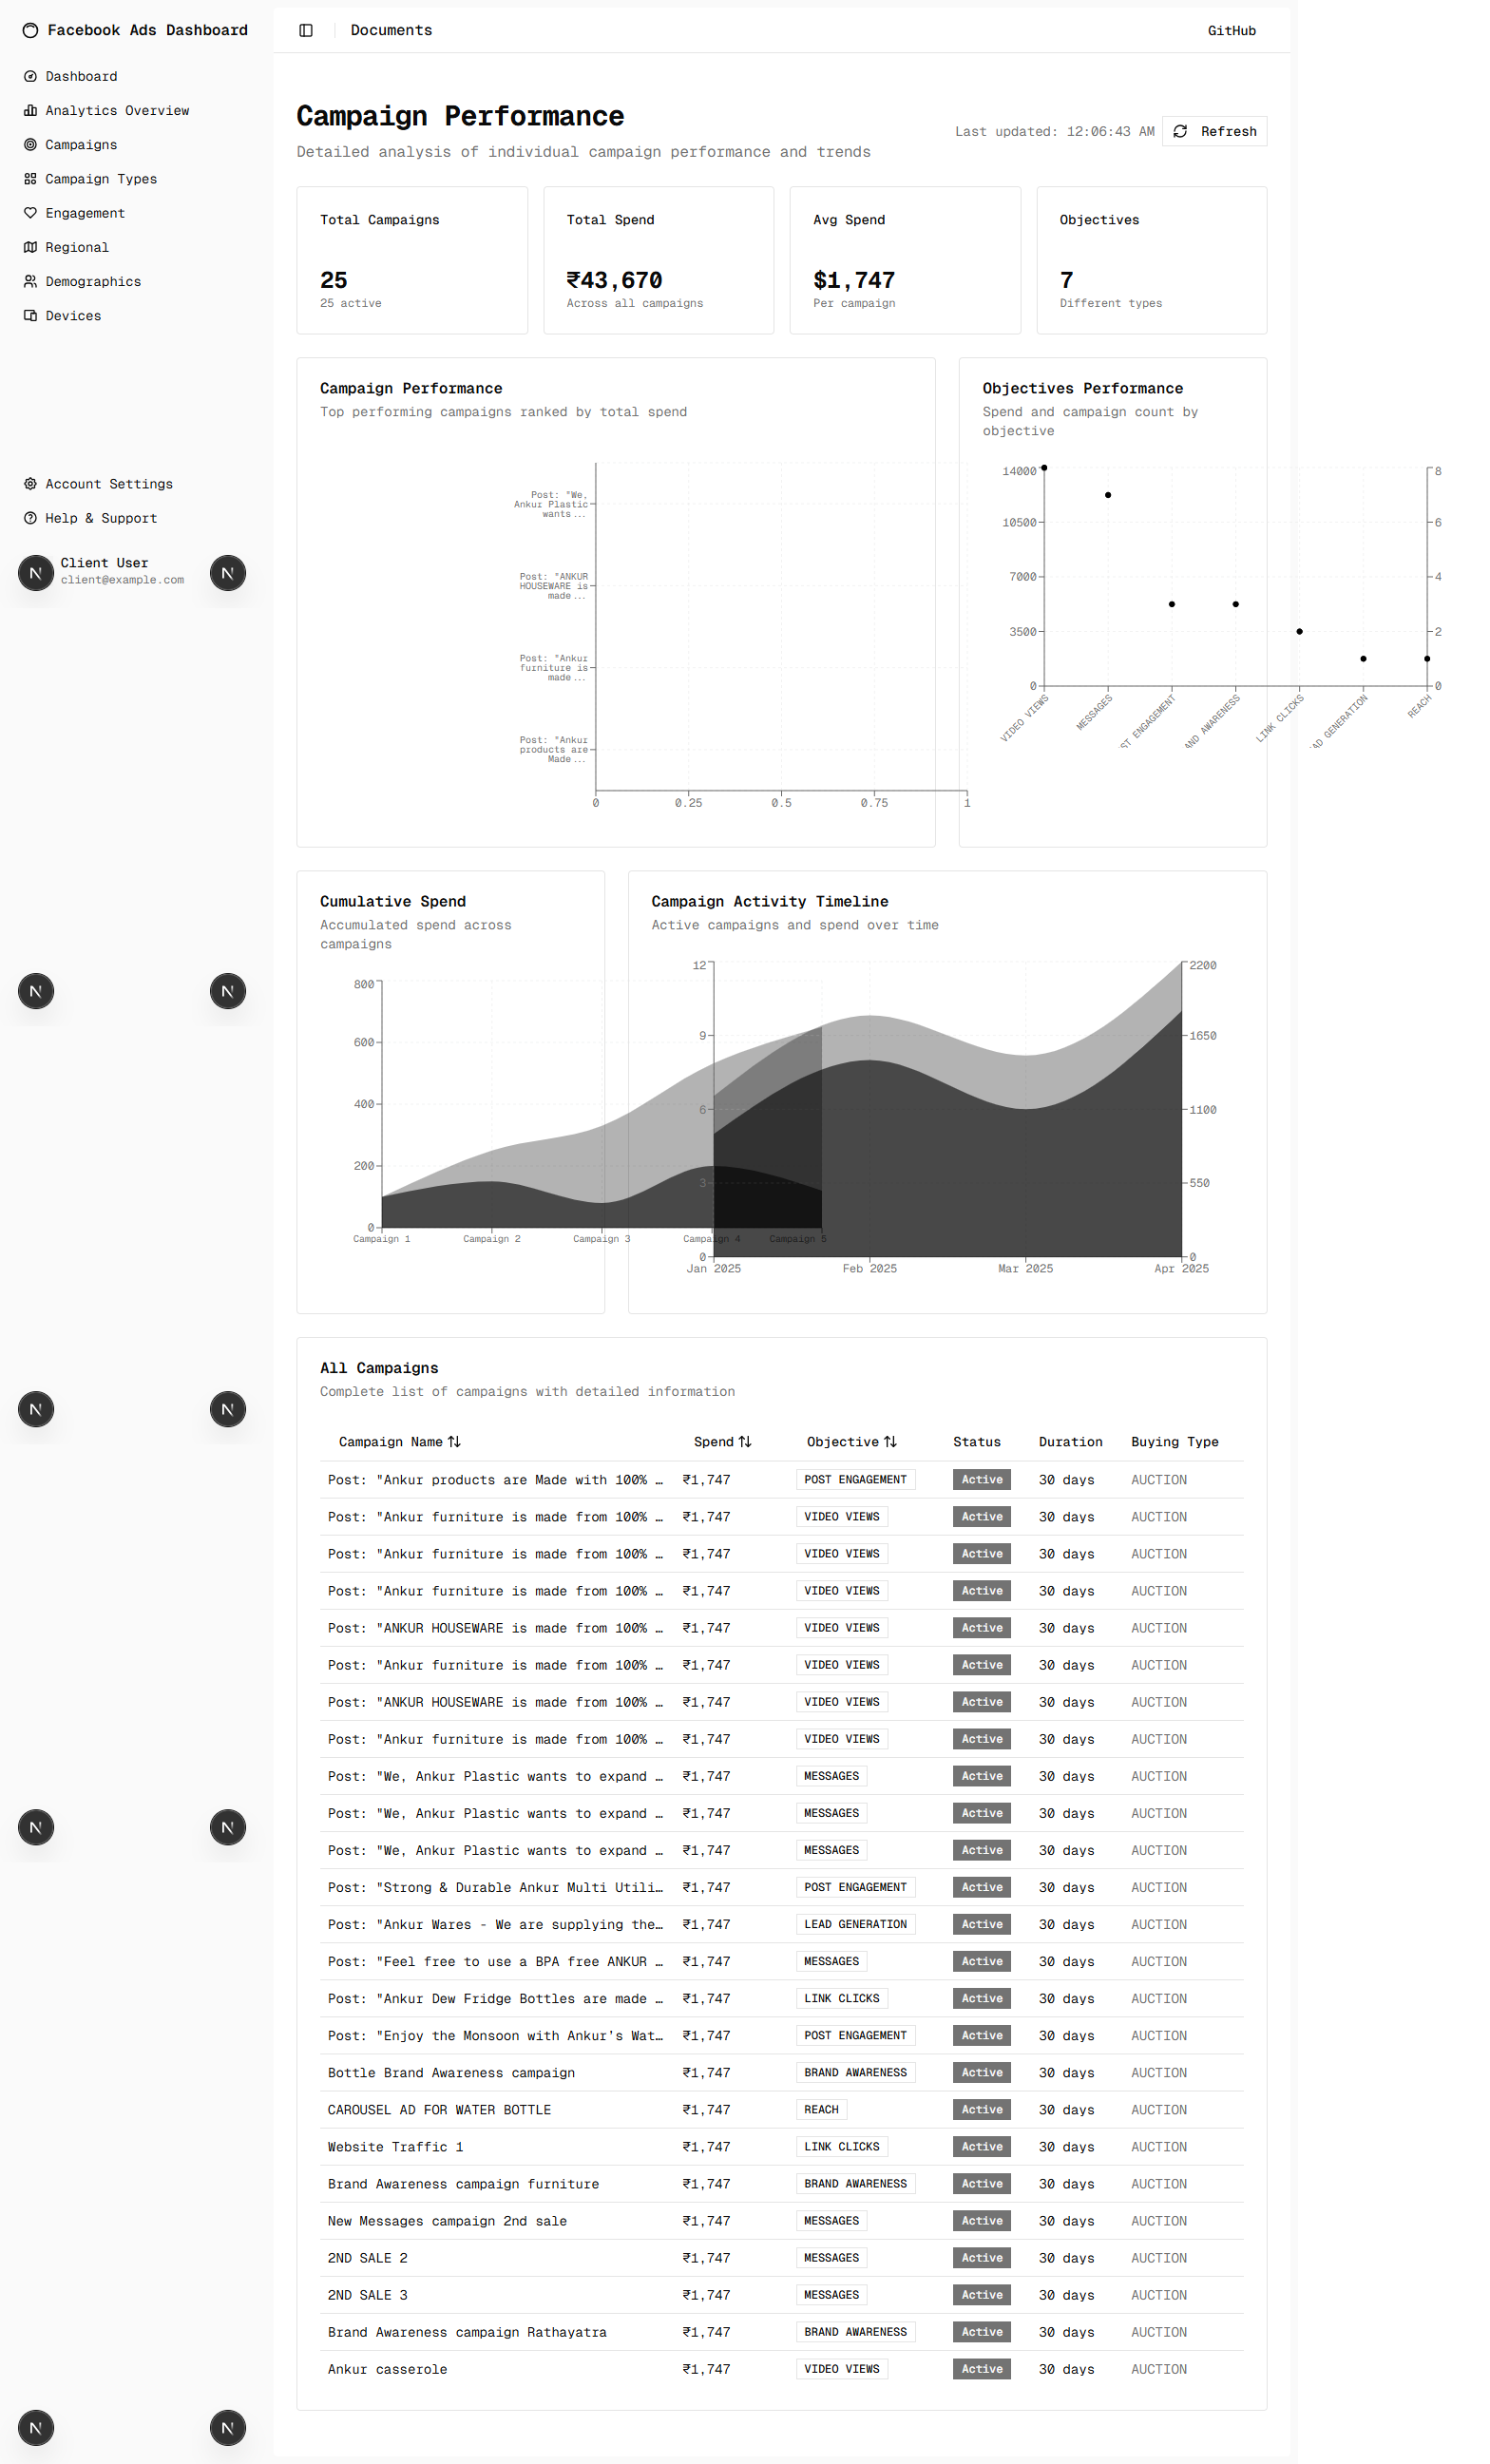 Facebook Ads Dashboard
Dashboard
Analytics Overview
Campaigns
Campaign Types
Engagement
Regional
Demographics
Devices
Account Settings
Help & Support
Client User
client@example.com
Documents
GitHub
Campaign Performance
Detailed analysis of individual campaign performance and trends
Last updated: 12:06:43 AM
Refresh
Total Campaigns
25
25 active
Total Spend
₹43,670
Across all campaigns
Avg Spend
$1,747
Per campaign
Objectives
7
Different types
Campaign Performance
Top performing campaigns ranked by total spend
Post: "We,
Ankur Plastic
wants...
Post: "ANKUR
HOUSEWARE is
made...
Post: "Ankur
furniture is
made...
Post: "Ankur
products are
Made...
0 0.25 0.5 0.75 1
Objectives Performance
Spend and campaign count by
objective
14000
10500
7000
3500
0
8
6
4
2
0
VIDEO VIEWS
MESSAGES
ST ENGAGEMENT
AND AWARENESS
LINK CLICKS
AD GENERATION
REACH
Cumulative Spend
Accumulated spend across
campaigns
800
600
400
200
0
Campaign 1 Campaign 2 Campaign 3 Campaign 4 Campaign 5
Campaign Activity Timeline
Active campaigns and spend over time
12
9
6
3
0
2200
1650
1100
550
0
Jan 2025 Feb 2025 Mar 2025 Apr 2025
All Campaigns
Complete list of campaigns with detailed information
Campaign Name Spend Objective Status Duration Buying Type
Post: "Ankur products are Made with 100% … ₹1,747 POST ENGAGEMENT Active 30 days AUCTION
Post: "Ankur furniture is made from 100% … ₹1,747 VIDEO VIEWS Active 30 days AUCTION
Post: "Ankur furniture is made from 100% … ₹1,747 VIDEO VIEWS Active 30 days AUCTION
Post: "Ankur furniture is made from 100% … ₹1,747 VIDEO VIEWS Active 30 days AUCTION
Post: "ANKUR HOUSEWARE is made from 100% … ₹1,747 VIDEO VIEWS Active 30 days AUCTION
Post: "Ankur furniture is made from 100% … ₹1,747 VIDEO VIEWS Active 30 days AUCTION
Post: "ANKUR HOUSEWARE is made from 100% … ₹1,747 VIDEO VIEWS Active 30 days AUCTION
Post: "Ankur furniture is made from 100% … ₹1,747 VIDEO VIEWS Active 30 days AUCTION
Post: "We, Ankur Plastic wants to expand … ₹1,747 MESSAGES Active 30 days AUCTION
Post: "We, Ankur Plastic wants to expand … ₹1,747 MESSAGES Active 30 days AUCTION
Post: "We, Ankur Plastic wants to expand … ₹1,747 MESSAGES Active 30 days AUCTION
Post: "Strong & Durable Ankur Multi Utili… ₹1,747 POST ENGAGEMENT Active 30 days AUCTION
Post: "Ankur Wares - We are supplying the… ₹1,747 LEAD GENERATION Active 30 days AUCTION
Post: "Feel free to use a BPA free ANKUR … ₹1,747 MESSAGES Active 30 days AUCTION
Post: "Ankur Dew Fridge Bottles are made … ₹1,747 LINK CLICKS Active 30 days AUCTION
Post: "Enjoy the Monsoon with Ankur's Wat… ₹1,747 POST ENGAGEMENT Active 30 days AUCTION
Bottle Brand Awareness campaign ₹1,747 BRAND AWARENESS Active 30 days AUCTION
CAROUSEL AD FOR WATER BOTTLE ₹1,747 REACH Active 30 days AUCTION
Website Traffic 1 ₹1,747 LINK CLICKS Active 30 days AUCTION
Brand Awareness campaign furniture ₹1,747 BRAND AWARENESS Active 30 days AUCTION
New Messages campaign 2nd sale ₹1,747 MESSAGES Active 30 days AUCTION
2ND SALE 2 ₹1,747 MESSAGES Active 30 days AUCTION
2ND SALE 3 ₹1,747 MESSAGES Active 30 days AUCTION
Brand Awareness campaign Rathayatra ₹1,747 BRAND AWARENESS Active 30 days AUCTION
Ankur casserole ₹1,747 VIDEO VIEWS Active 30 days AUCTION